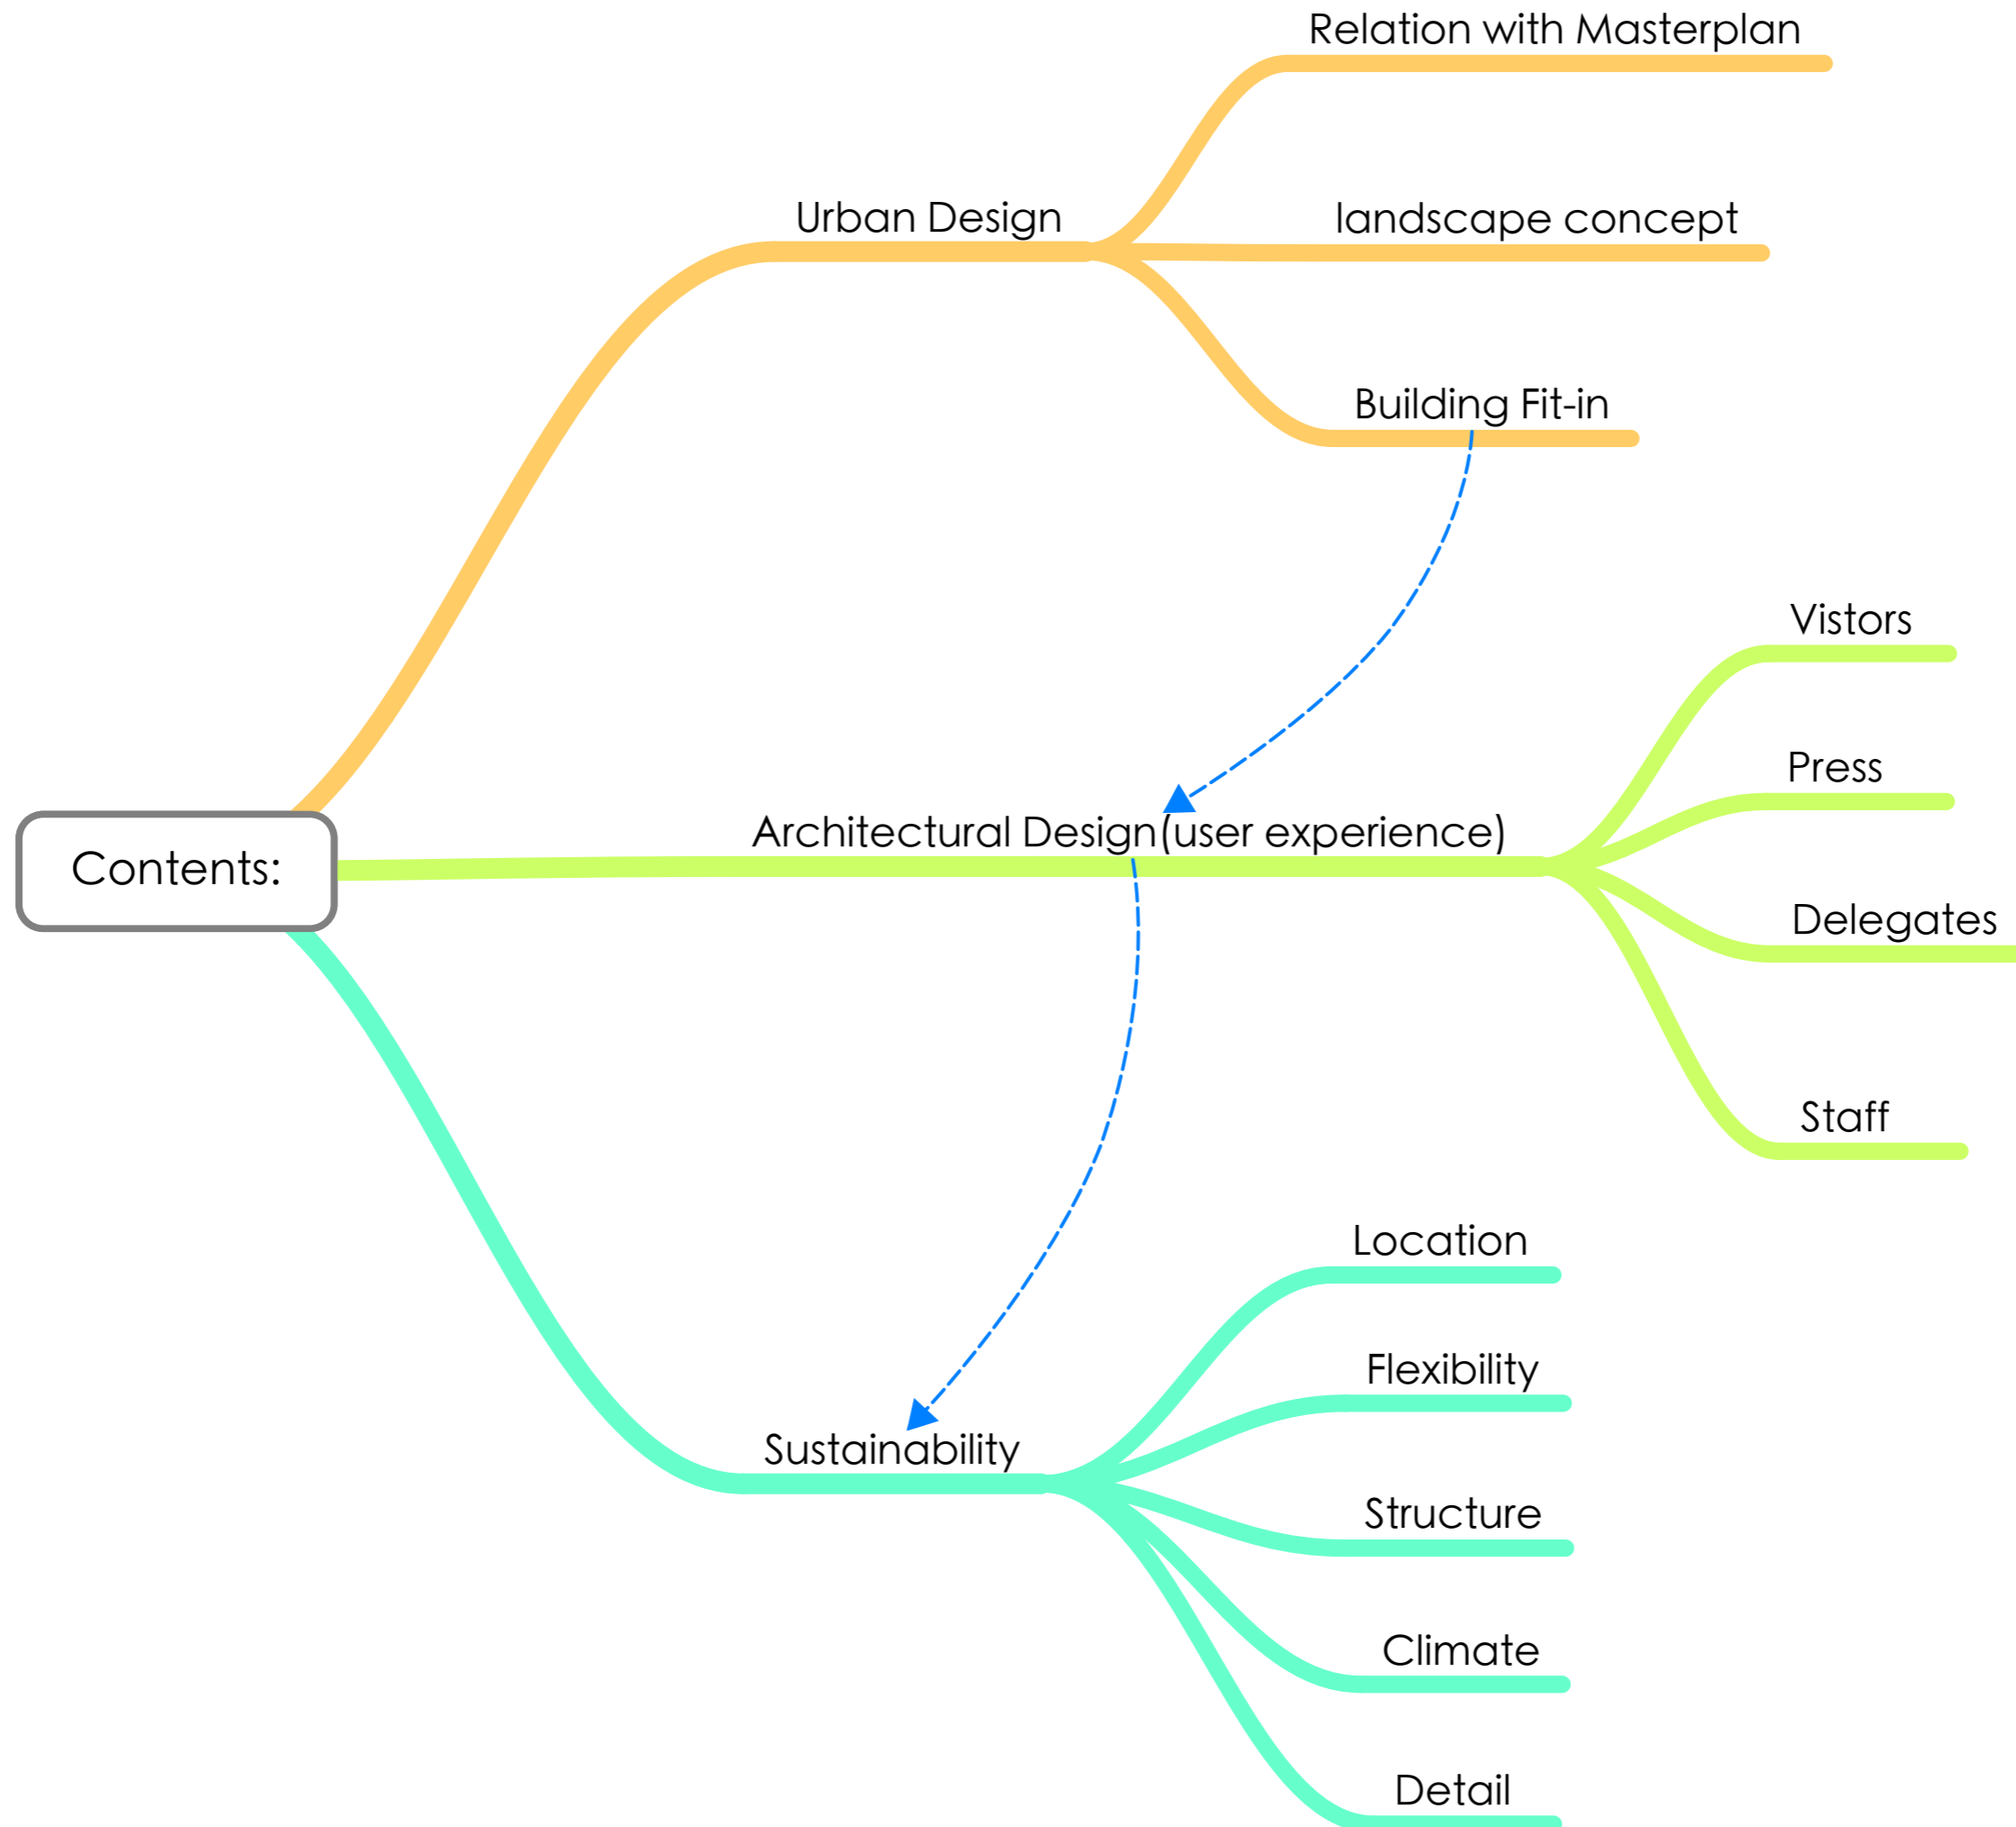 Contents:
Urban Design
Relation with Masterplan
landscape concept
Building Fit-in
Architectural Design(user experience)
Vistors
Press
Delegates
Staff
Sustainability
Location
Flexibility
Structure
Climate
Detail